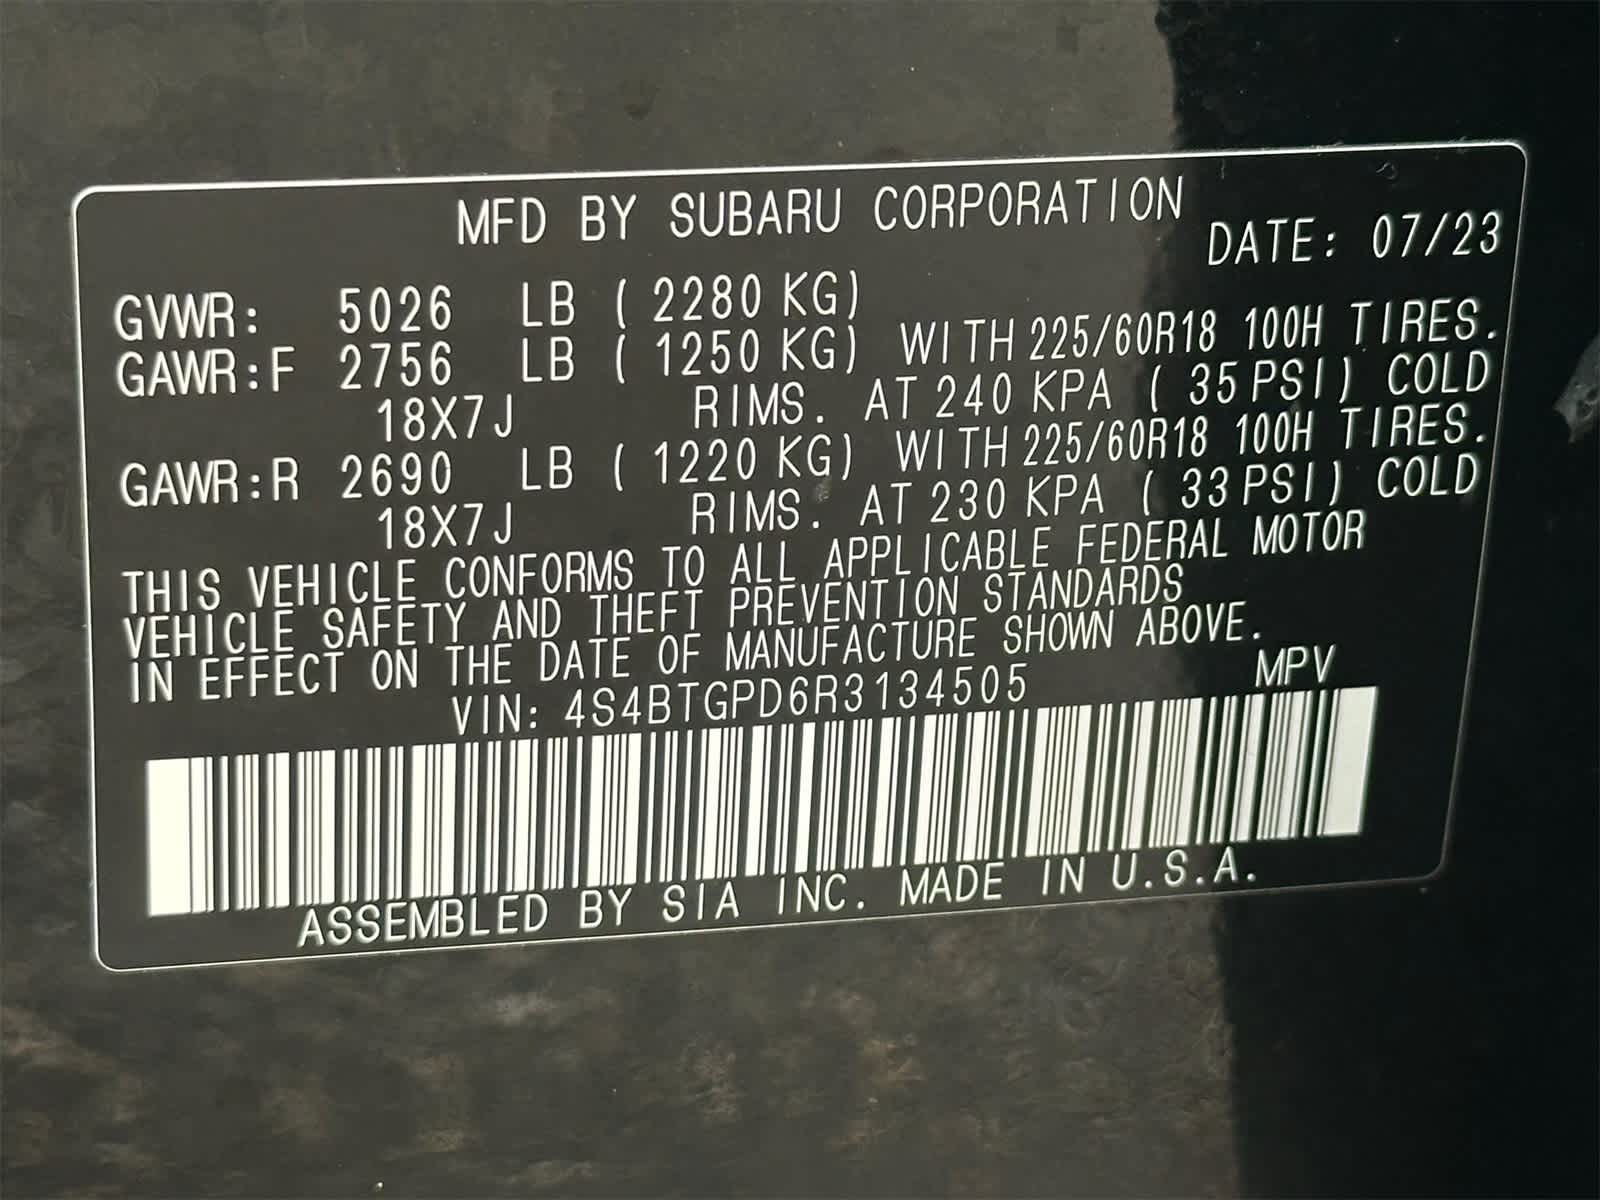 MFD BY SUBARU CORPORATION
DATE: 07/23
GVWR: 5026 LB ( 2280 KG)
GAWR:F 2756 LB ( 1250 KG) WITH 225/60R18 100H TIRES.
18X7J RIMS. AT 240 KPA ( 35 PSI) COLD
GAWR:R 2690 LB ( 1220 KG) WITH 225/60R18 100H TIRES.
18X7J RIMS. AT 230 KPA ( 33 PSI) COLD
THIS VEHICLE CONFORMS TO ALL APPLICABLE FEDERAL MOTOR
VEHICLE SAFETY AND THEFT PREVENTION STANDARDS
IN EFFECT ON THE DATE OF MANUFACTURE SHOWN ABOVE.
VIN: 4S4BTGPD6R3134505 MPV
ASSEMBLED BY SIA INC. MADE IN U.S.A.